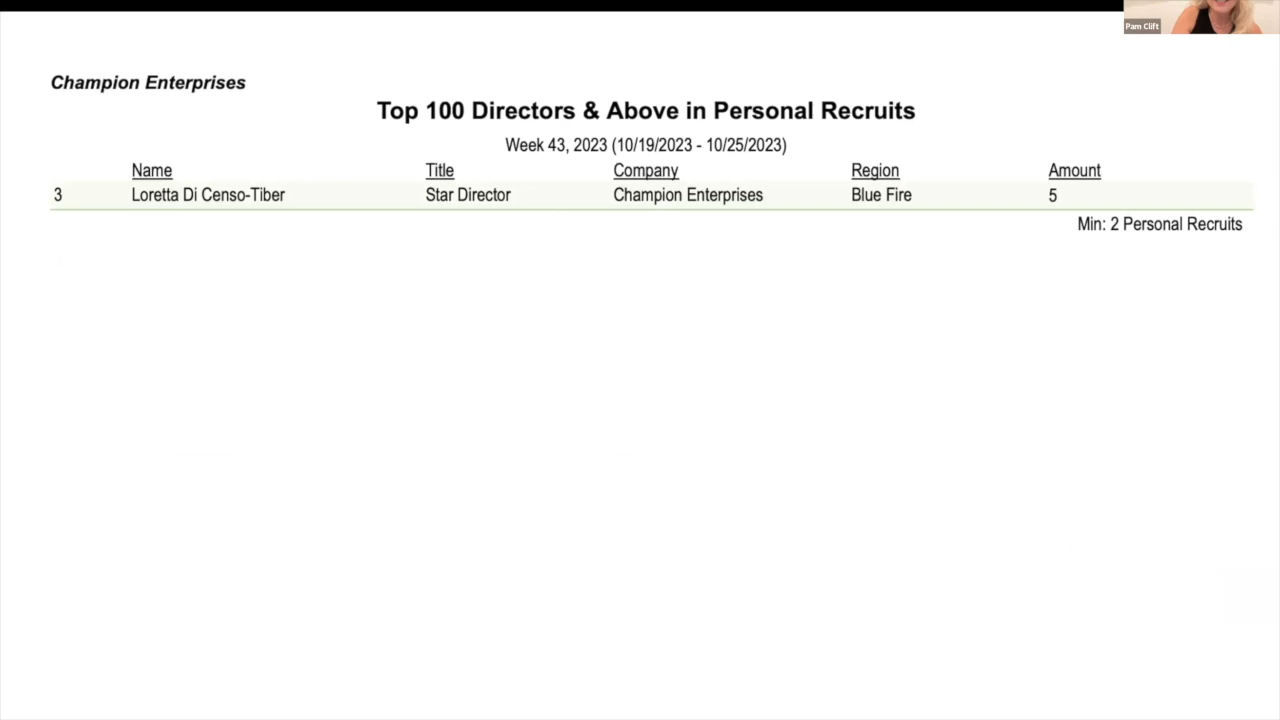 Pam Clift
Champion Enterprises
Top 100 Directors & Above in Personal Recruits
Week 43, 2023 (10/19/2023 - 10/25/2023)
Name Title Company Region Amount
3 Loretta Di Censo-Tiber Star Director Champion Enterprises Blue Fire 5
Min: 2 Personal Recruits